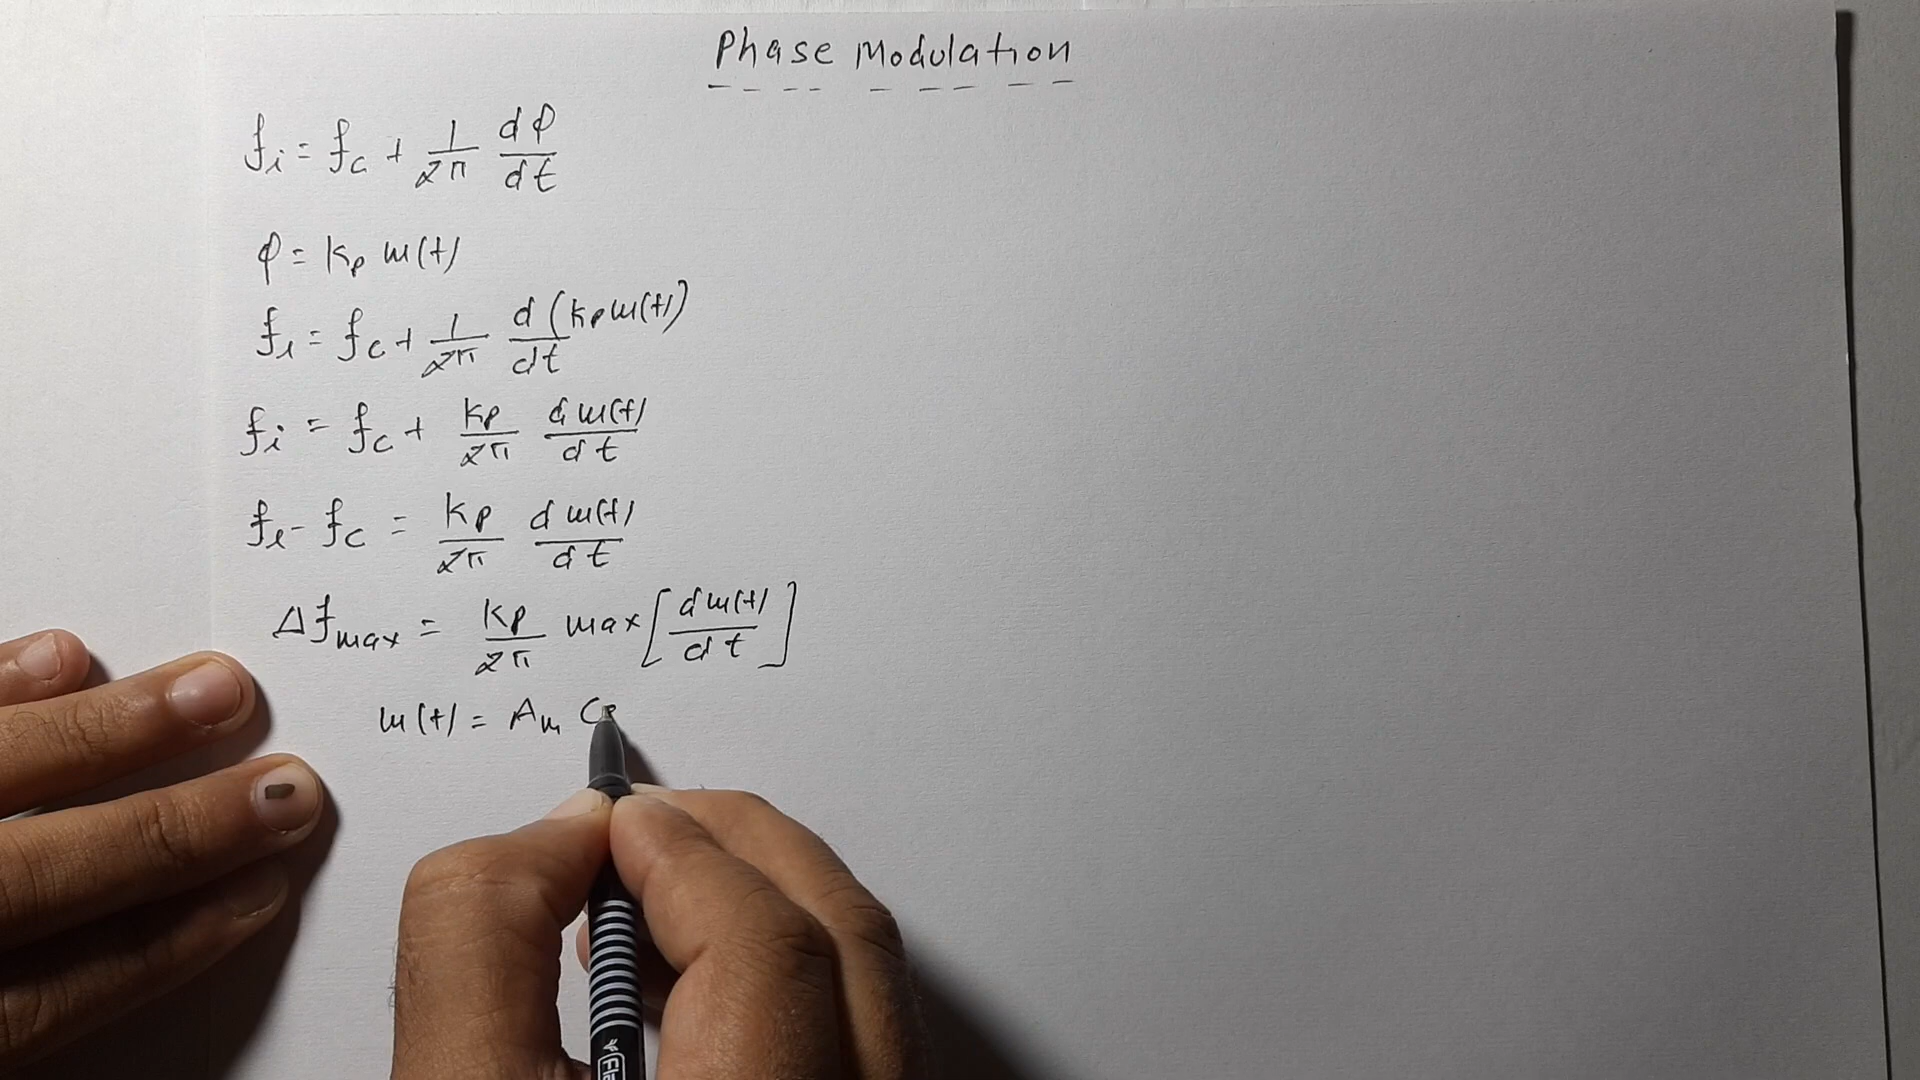 Phase Modulation
fi = fc + 1/2π dφ/dt
φ = kp m(t)
fi = fc + 1/2π d(kp m(t))/dt
fi = fc + kp/2π dm(t)/dt
fi - fc = kp/2π dm(t)/dt
Δfmax = kp/2π max[dm(t)/dt]
m(t) = Am Co